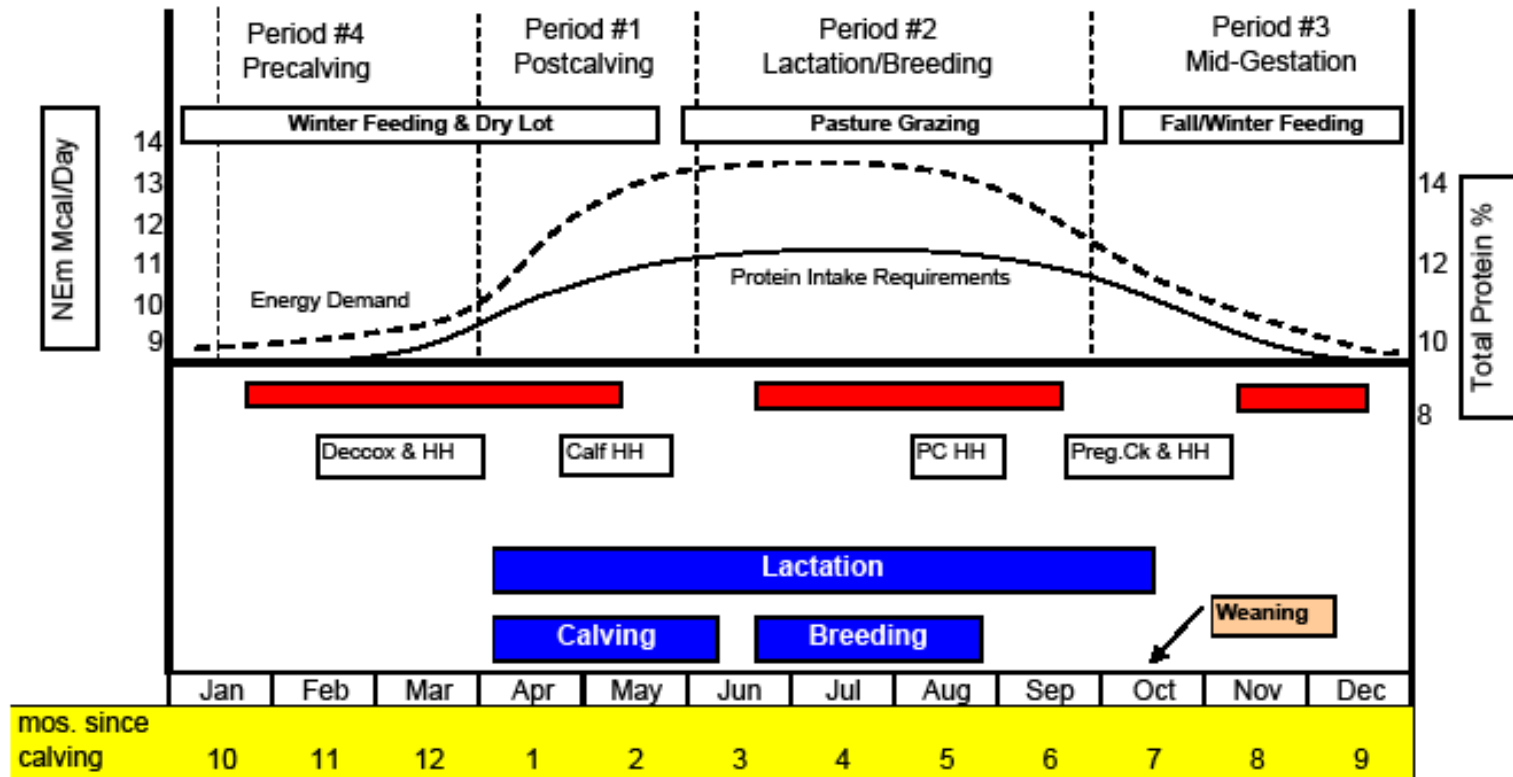 Period #4
Precalving
Period #1
Postcalving
Period #2
Lactation/Breeding
Period #3
Mid-Gestation
Winter Feeding & Dry Lot
Pasture Grazing
Fall/Winter Feeding
NEm Mcal/Day
14
13
12
11
10
9
Energy Demand
Protein Intake Requirements
14
12
10
8
Total Protein %
Deccox & HH
Calf HH
PC HH
Preg.Ck & HH
Lactation
Calving
Breeding
Weaning
Jan Feb Mar Apr May Jun Jul Aug Sep Oct Nov Dec
mos. since
calving 10 11 12 1 2 3 4 5 6 7 8 9